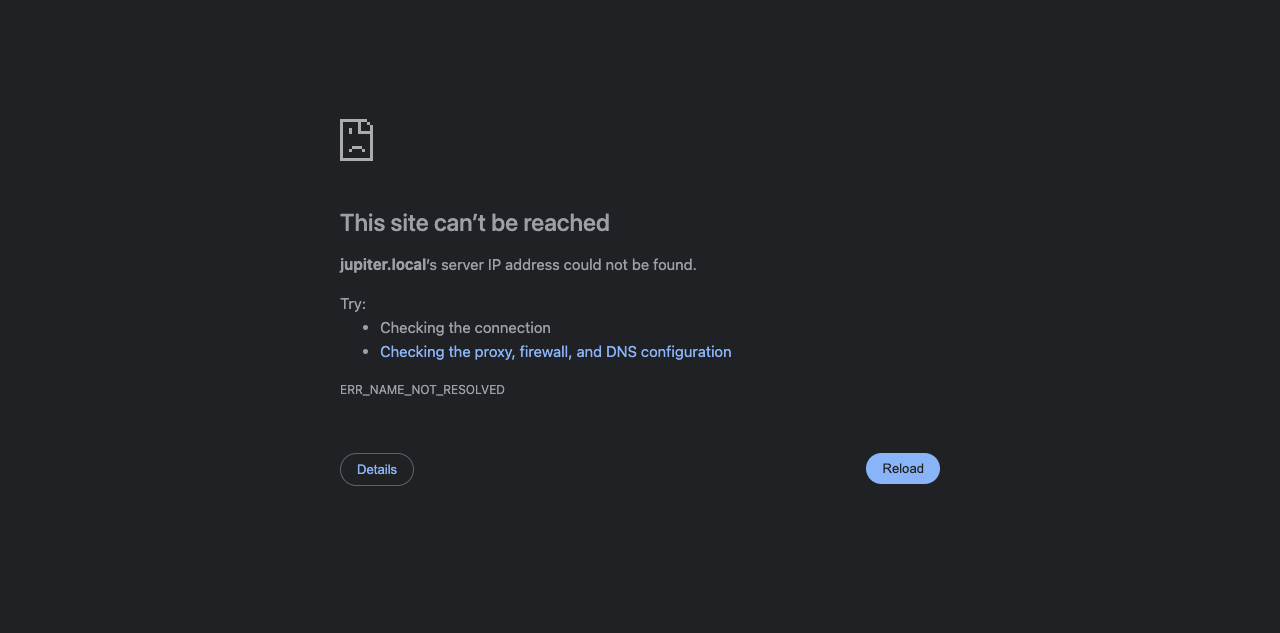 This site can’t be reached
jupiter.local’s server IP address could not be found.
Try:
• Checking the connection
• Checking the proxy, firewall, and DNS configuration
ERR_NAME_NOT_RESOLVED
Details
Reload